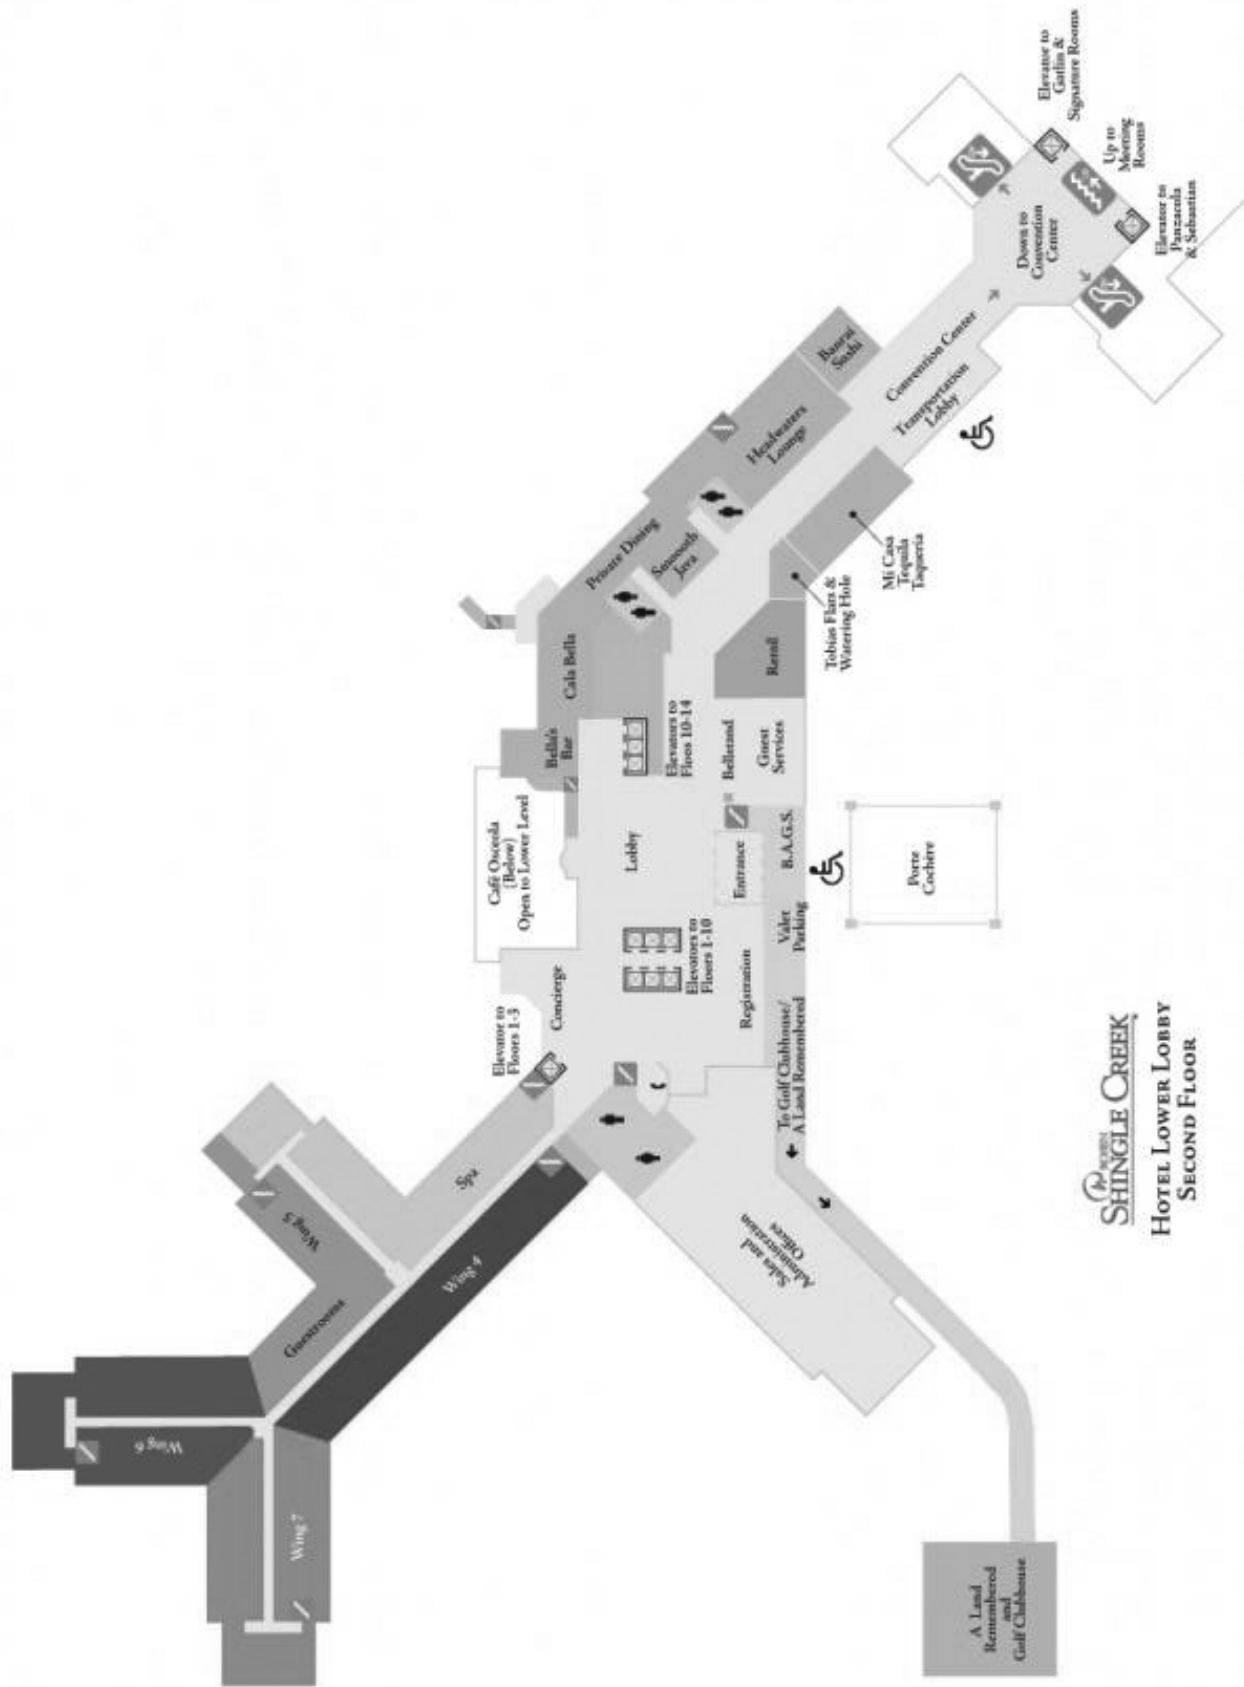 Rosen
SHINGLE CREEK
HOTEL LOWER LOBBY
SECOND FLOOR
Wing 6
Wing 7
Guestrooms
Wing 5
Wing 4
Spa
Elevator to
Floors 1-5
Concierge
Café Osceola
(Below)
Open to Lower Level
Bella's
Bar
Cala Bella
Private Dining
Smooth
Java
Headwaters
Lounge
Banrai
Sushi
Elevators to
Floors 1-10
Lobby
Elevators to
Floos 10-14
Registration
Entrance
Bellstand
Guest
Services
Retail
Valet
Parking
B.A.G.S.
To Golf Clubhouse/
A Land Remembered
Sales and
Administration
Offices
Porte
Cochère
Tobias Flats &
Watering Hole
Mi Casa
Tequila
Taqueria
Convention Center
Transportation
Lobby
Down to
Convention
Center
Elevator to
Gatlin &
Signature Rooms
Up to
Meeting
Rooms
Elevator to
Panzacola
& Sebastian
A Land
Remembered
and
Golf Clubhouse